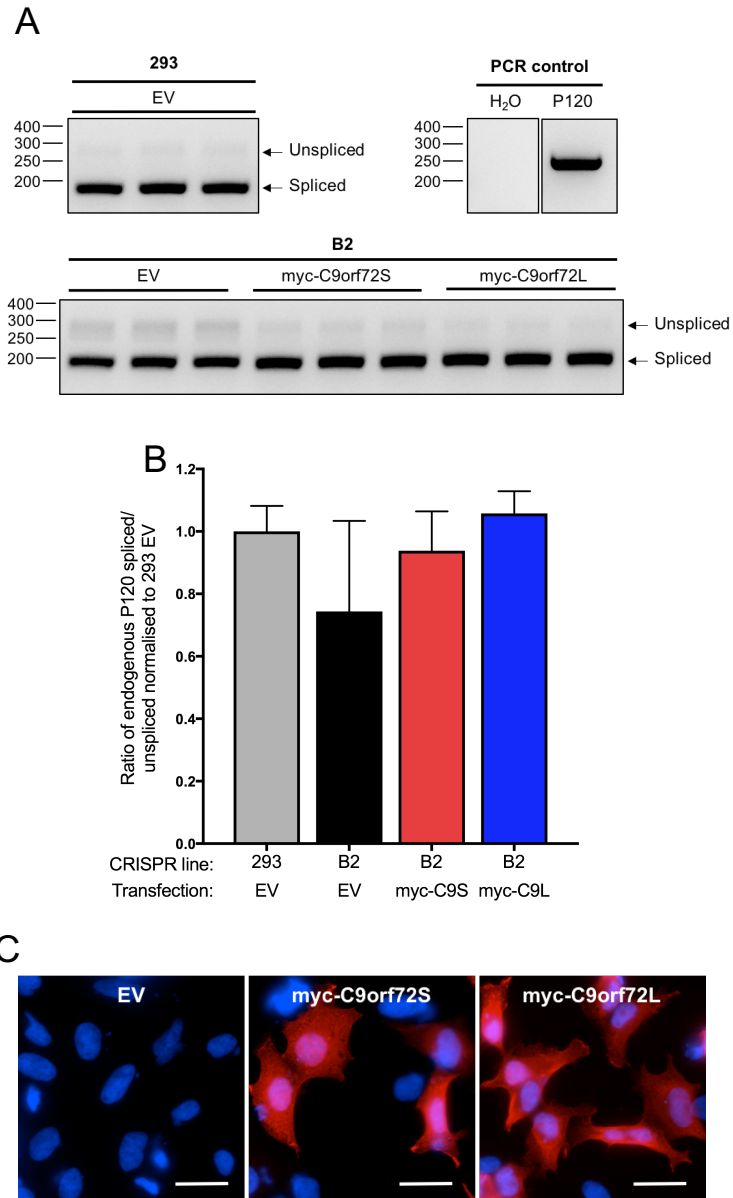 A
293
EV
400
300
250
200
Unspliced
Spliced
PCR control
H₂O P120
400
300
250
200
B2
EV myc-C9orf72S myc-C9orf72L
400
300
250
200
Unspliced
Spliced
B
Ratio of endogenous P120 spliced/
unspliced normalised to 293 EV
1.2
1.0
0.8
0.6
0.4
0.2
0.0
CRISPR line: 293 B2 B2 B2
Transfection: EV EV myc-C9S myc-C9L
C
EV myc-C9orf72S myc-C9orf72L